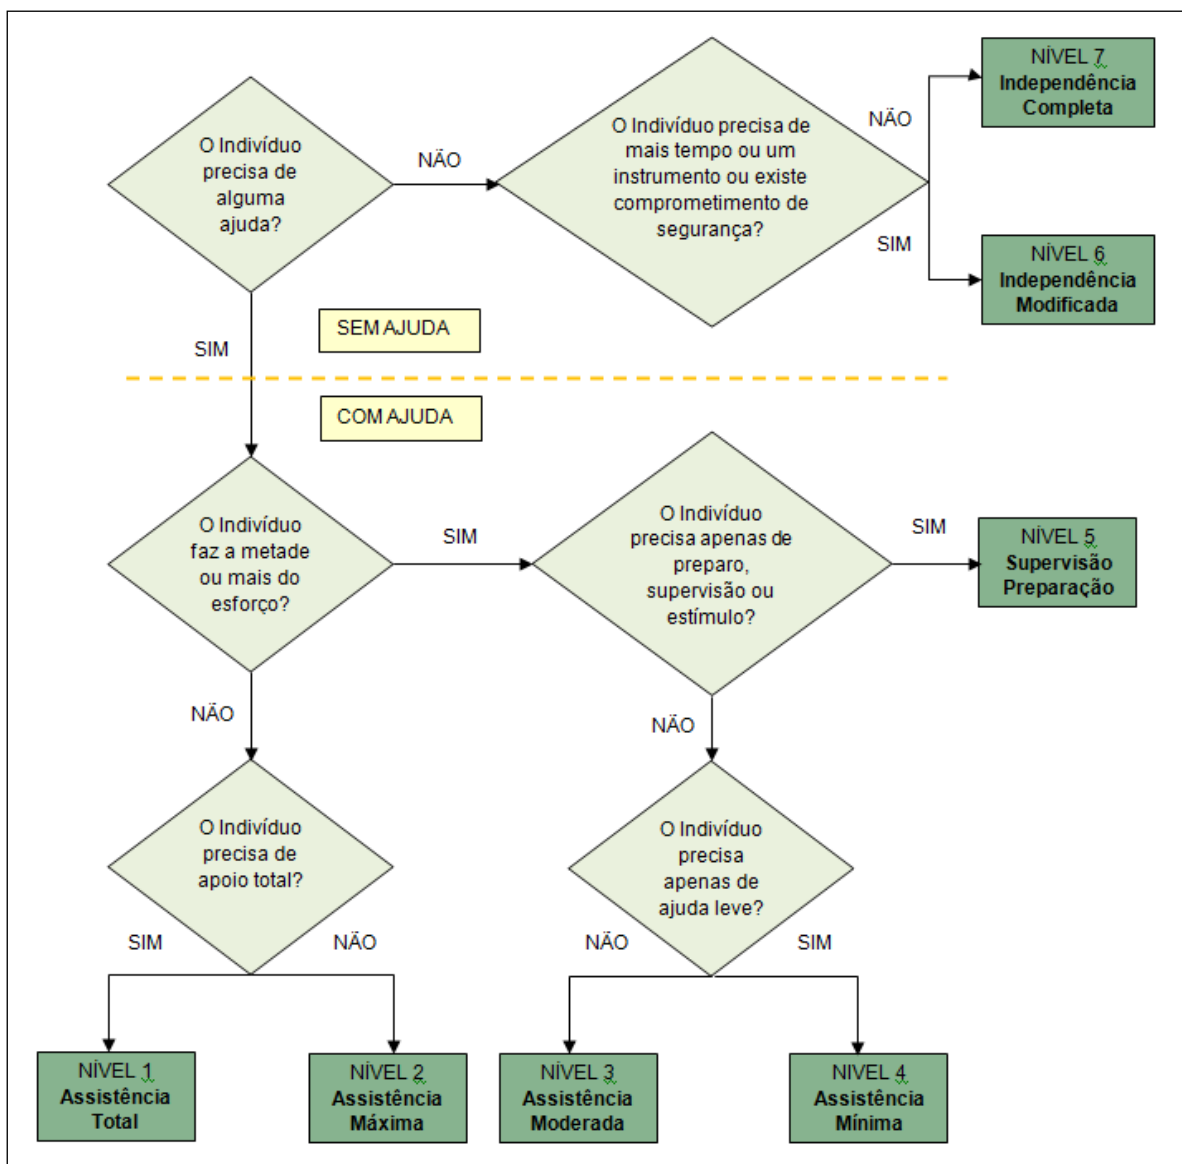 O Indivíduo
precisa de
alguma
ajuda?
NÃO
O Indivíduo precisa de
mais tempo ou um
instrumento ou existe
comprometimento de
segurança?
NÃO
NÍVEL 7
Independência
Completa
SIM
NÍVEL 6
Independência
Modificada
SIM
SEM AJUDA
COM AJUDA
O Indivíduo
faz a metade
ou mais do
esforço?
SIM
O Indivíduo
precisa apenas de
preparo,
supervisão ou
estímulo?
SIM
NÍVEL 5
Supervisão
Preparação
NÃO
NÃO
O Indivíduo
precisa de
apoio total?
O Indivíduo
precisa
apenas de
ajuda leve?
SIM
NÃO
NÃO
SIM
NÍVEL 1
Assistência
Total
NÍVEL 2
Assistência
Máxima
NÍVEL 3
Assistência
Moderada
NIVEL 4
Assistência
Mínima